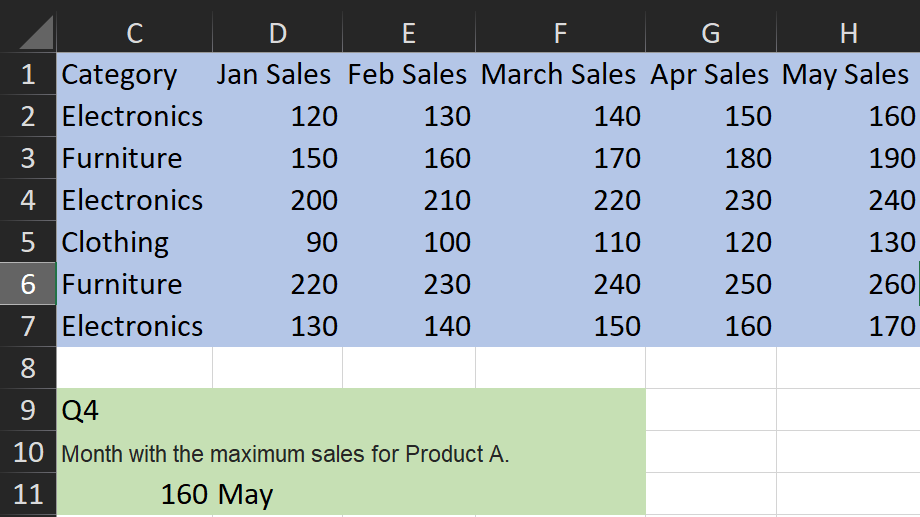 C D E F G H
1 Category Jan Sales Feb Sales March Sales Apr Sales May Sales
2 Electronics 120 130 140 150 160
3 Furniture 150 160 170 180 190
4 Electronics 200 210 220 230 240
5 Clothing 90 100 110 120 130
6 Furniture 220 230 240 250 260
7 Electronics 130 140 150 160 170
8
9 Q4
10 Month with the maximum sales for Product A.
11 160 May